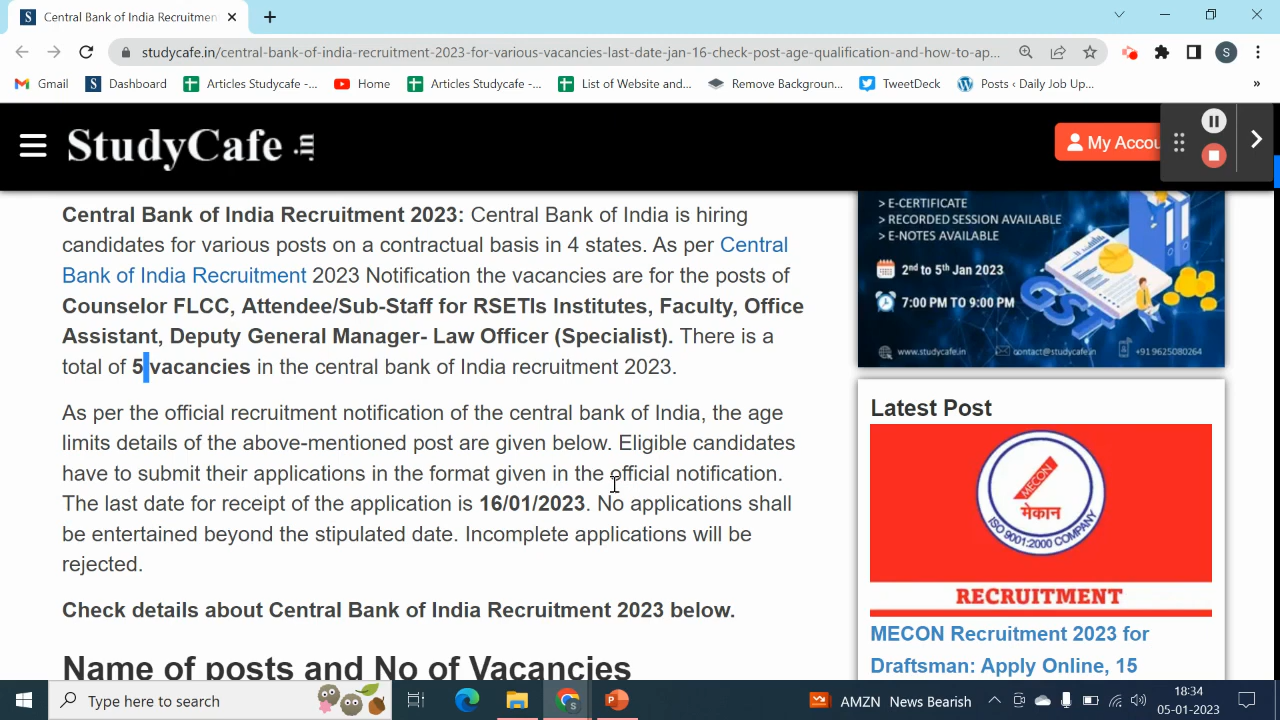 Central Bank of India Recruitment
studycafe.in/central-bank-of-india-recruitment-2023-for-various-vacancies-last-date-jan-16-check-post-age-qualification-and-how-to-ap...
S
Gmail
Dashboard
Articles Studycafe -...
Home
Articles Studycafe -...
List of Website and...
Remove Backgroun...
TweetDeck
Posts ‹ Daily Job Up...
»
StudyCafe .in
My Accou
Central Bank of India Recruitment 2023: Central Bank of India is hiring
candidates for various posts on a contractual basis in 4 states. As per Central
Bank of India Recruitment 2023 Notification the vacancies are for the posts of
Counselor FLCC, Attendee/Sub-Staff for RSETIs Institutes, Faculty, Office
Assistant, Deputy General Manager- Law Officer (Specialist). There is a
total of 5 vacancies in the central bank of India recruitment 2023.
As per the official recruitment notification of the central bank of India, the age
limits details of the above-mentioned post are given below. Eligible candidates
have to submit their applications in the format given in the official notification.
The last date for receipt of the application is 16/01/2023. No applications shall
be entertained beyond the stipulated date. Incomplete applications will be
rejected.
Check details about Central Bank of India Recruitment 2023 below.
Name of posts and No of Vacancies
> E-CERTIFICATE
> RECORDED SESSION AVAILABLE
> E-NOTES AVAILABLE
2nd to 5th Jan 2023
7:00 PM TO 9:00 PM
GST
www.studycafe.in
contact@studycafe.in
+91 9625080264
Latest Post
MECON
मेकान
ISO 9001:2000 COMPANY
RECRUITMENT
MECON Recruitment 2023 for
Draftsman: Apply Online, 15
Type here to search
AMZN News Bearish
18:34
05-01-2023